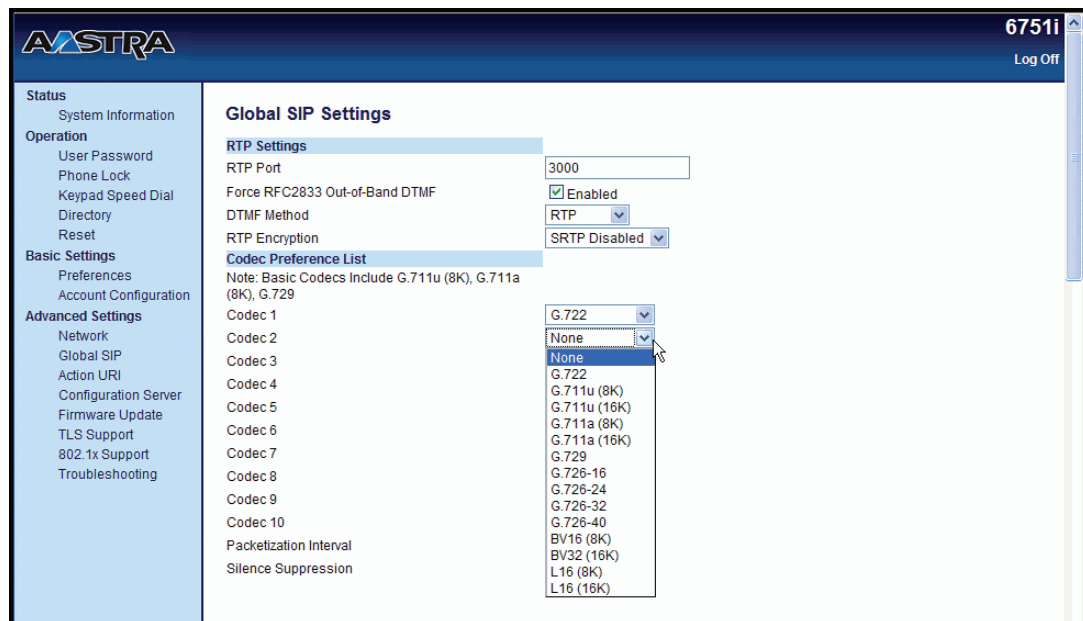 AASTRA
6751i
Log Off
Status
System Information
Operation
User Password
Phone Lock
Keypad Speed Dial
Directory
Reset
Basic Settings
Preferences
Account Configuration
Advanced Settings
Network
Global SIP
Action URI
Configuration Server
Firmware Update
TLS Support
802.1x Support
Troubleshooting
Global SIP Settings
RTP Settings
RTP Port 3000
Force RFC2833 Out-of-Band DTMF Enabled
DTMF Method RTP
RTP Encryption SRTP Disabled
Codec Preference List
Note: Basic Codecs Include G.711u (8K), G.711a
(8K), G.729
Codec 1 G.722
Codec 2 None
Codec 3
Codec 4
Codec 5
Codec 6
Codec 7
Codec 8
Codec 9
Codec 10
Packetization Interval
Silence Suppression
None
G.722
G.711u (8K)
G.711u (16K)
G.711a (8K)
G.711a (16K)
G.729
G.726-16
G.726-24
G.726-32
G.726-40
BV16 (8K)
BV32 (16K)
L16 (8K)
L16 (16K)